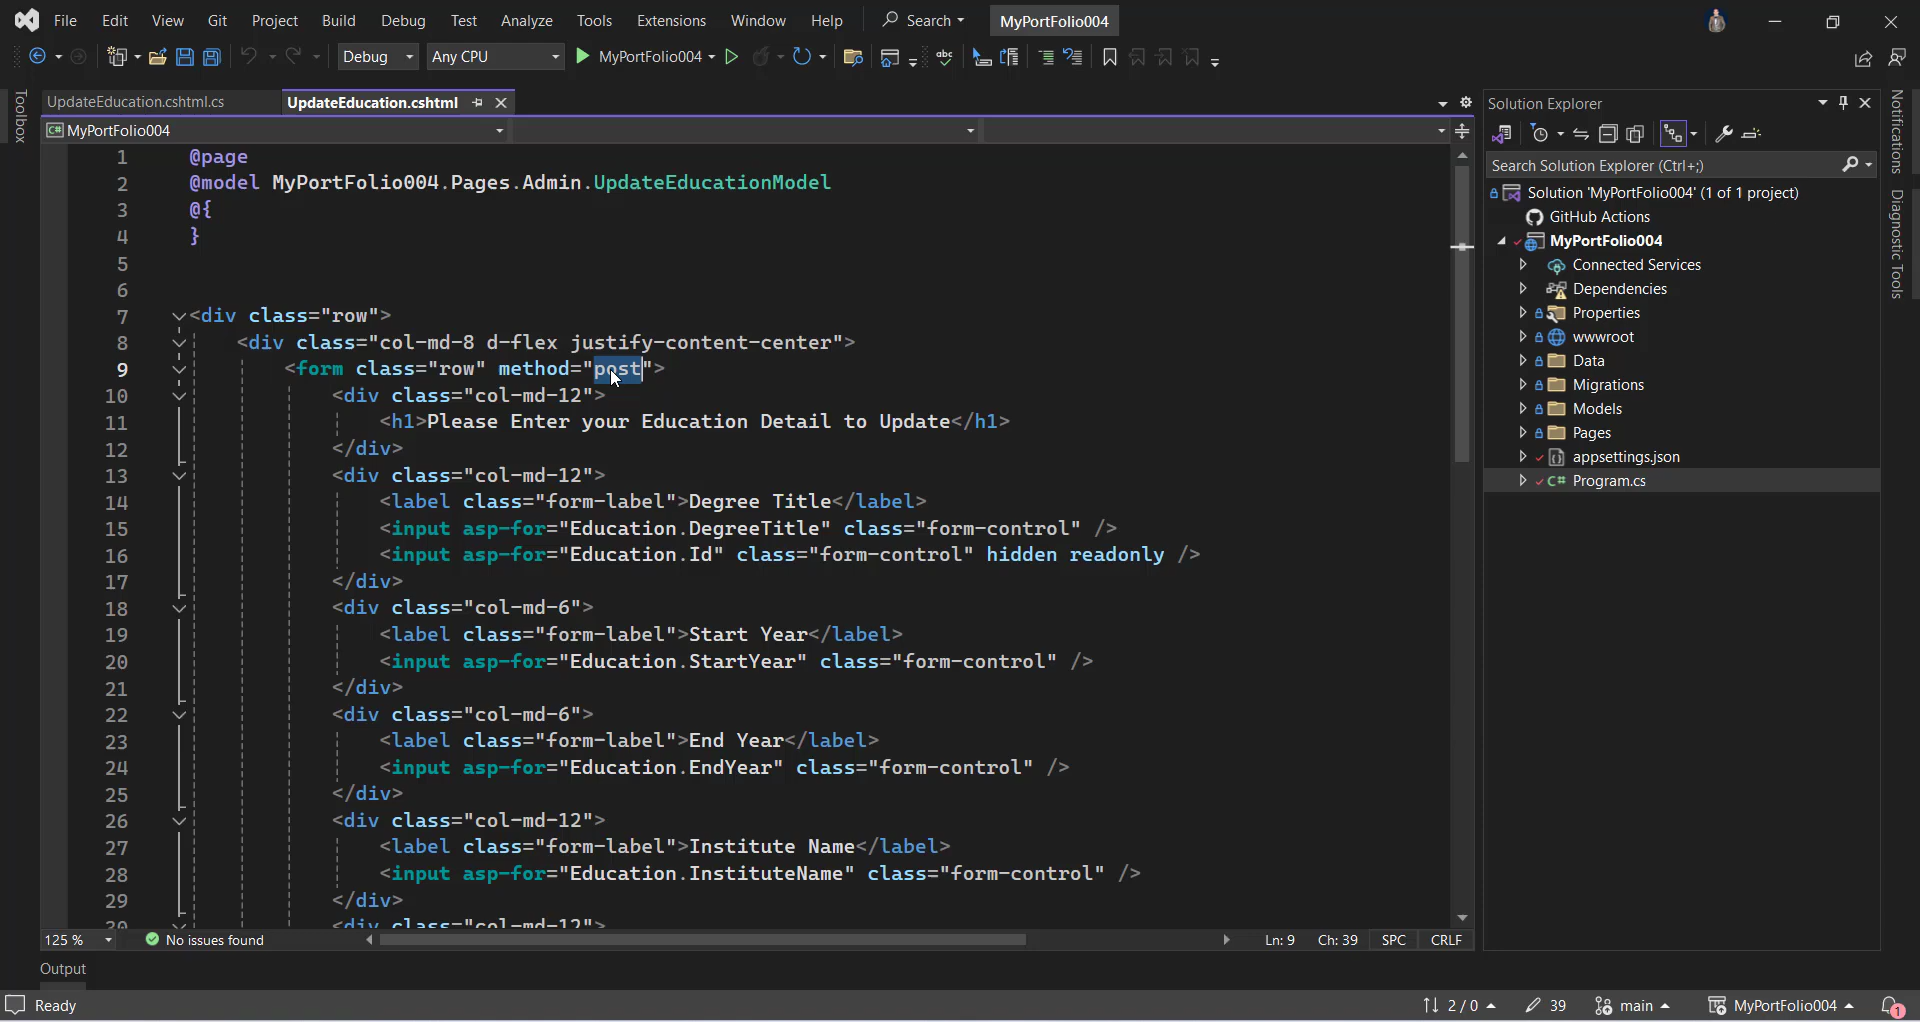 File Edit View Git Project Build Debug Test Analyze Tools Extensions Window Help Search MyPortFolio004
Debug Any CPU MyPortFolio004
UpdateEducation.cshtml.cs UpdateEducation.cshtml
C# MyPortFolio004
1 @page
2 @model MyPortFolio004.Pages.Admin.UpdateEducationModel
3 @{
4 }
5
6
7 <div class="row">
8 <div class="col-md-8 d-flex justify-content-center">
9 <form class="row" method="post">
10 <div class="col-md-12">
11 <h1>Please Enter your Education Detail to Update</h1>
12 </div>
13 <div class="col-md-12">
14 <label class="form-label">Degree Title</label>
15 <input asp-for="Education.DegreeTitle" class="form-control" />
16 <input asp-for="Education.Id" class="form-control" hidden readonly />
17 </div>
18 <div class="col-md-6">
19 <label class="form-label">Start Year</label>
20 <input asp-for="Education.StartYear" class="form-control" />
21 </div>
22 <div class="col-md-6">
23 <label class="form-label">End Year</label>
24 <input asp-for="Education.EndYear" class="form-control" />
25 </div>
26 <div class="col-md-12">
27 <label class="form-label">Institute Name</label>
28 <input asp-for="Education.InstituteName" class="form-control" />
29 </div>
30 <div class="col-md-12">
125 % No issues found Ln: 9 Ch: 39 SPC CRLF
Output
Toolbox
Solution Explorer
Search Solution Explorer (Ctrl+;)
Solution 'MyPortFolio004' (1 of 1 project)
GitHub Actions
MyPortFolio004
Connected Services
Dependencies
Properties
wwwroot
Data
Migrations
Models
Pages
appsettings.json
C# Program.cs
Notifications
Diagnostic Tools
Ready 2 / 0 39 main MyPortFolio004 1